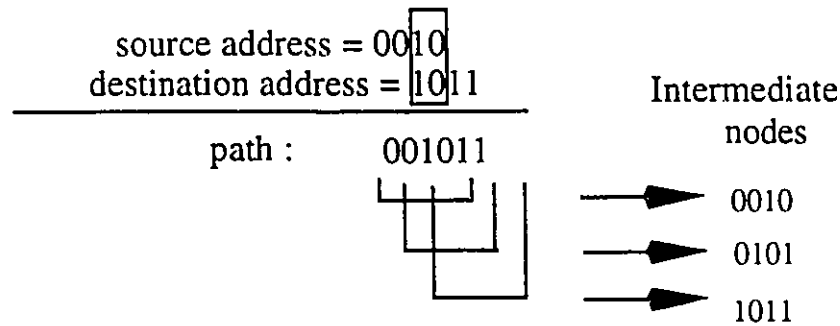 source address = 0010
destination address = 1011
Intermediate
nodes
path : 001011
0010
0101
1011